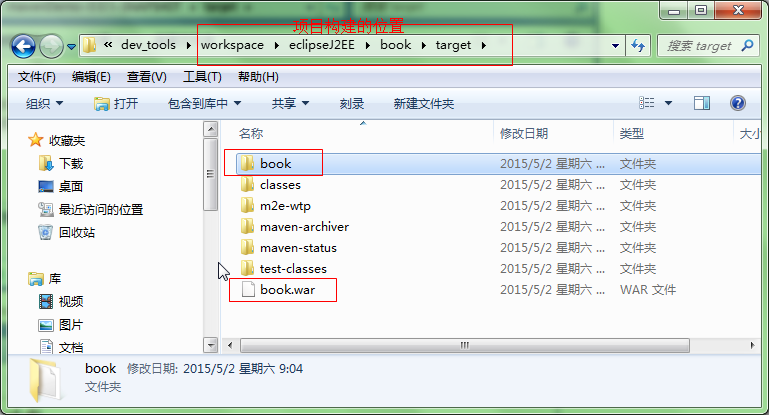 项目构建的位置
« dev_tools ▸ workspace ▸ eclipseJ2EE ▸ book ▸ target ▸
搜索 target
文件(F) 编辑(E) 查看(V) 工具(T) 帮助(H)
组织 打开 包含到库中 共享 刻录 新建文件夹
收藏夹
下载
桌面
最近访问的位置
回收站
库
视频
图片
文档
名称 修改日期 类型 大小
book 2015/5/2 星期六 ... 文件夹
classes 2015/5/2 星期六 ... 文件夹
m2e-wtp 2015/5/2 星期六 ... 文件夹
maven-archiver 2015/5/2 星期六 ... 文件夹
maven-status 2015/5/2 星期六 ... 文件夹
test-classes 2015/5/2 星期六 ... 文件夹
book.war 2015/5/2 星期六 ... WAR 文件
book 修改日期: 2015/5/2 星期六 9:04
文件夹